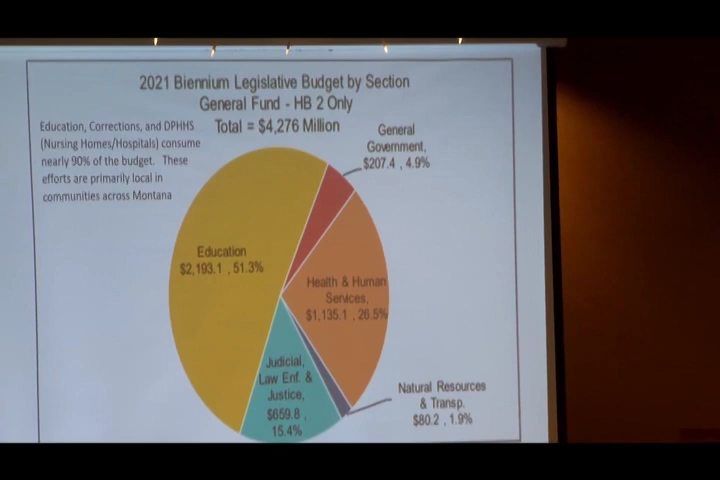 2021 Biennium Legislative Budget by Section
General Fund - HB 2 Only
Total = $4,276 Million
Education, Corrections, and DPHHS
(Nursing Homes/Hospitals) consume
nearly 90% of the budget. These
efforts are primarily local in
communities across Montana
General
Government,
$207.4 , 4.9%
Education
$2,193.1 , 51.3%
Health & Human
Services,
$1,135.1 , 26.5%
Judicial,
Law Enf. &
Justice,
$659.8 ,
15.4%
Natural Resources
& Transp.
$80.2 , 1.9%